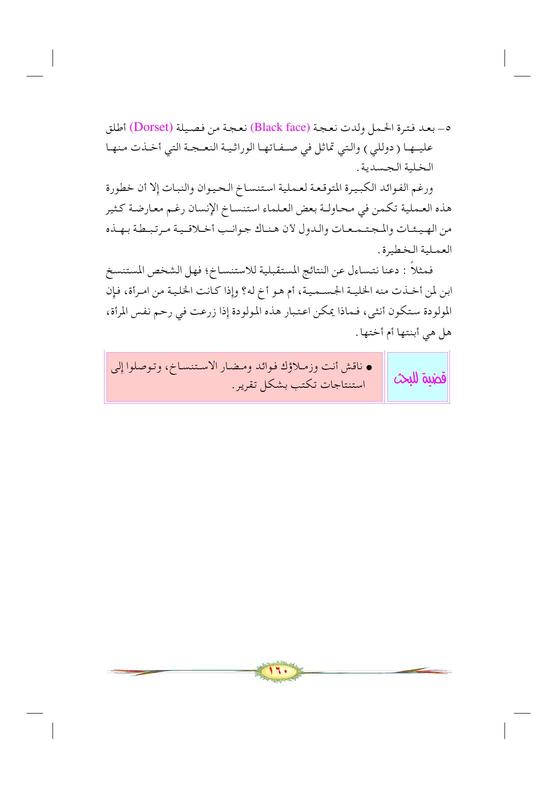 ٥ـ بعد فترة الحمل ولدت نعجة (Black face) نعجة من فصيلة (Dorset) أطلق
عليها ( دوللي ) والتي تماثل في صفاتها الوراثية النعجة التي أخذت منها
الخلية الجسدية .
ورغم الفوائد الكبيرة المتوقعة لعملية استنساخ الحيوان والنبات إلا أن خطورة
هذه العملية تكمن في محاولة بعض العلماء استنساخ الإنسان رغم معارضة كثير
من الهيئات والمجتمعات والدول لأن هناك جوانب أخلاقية مرتبطة بهذه
العملية الخطيرة .
فمثلاً : دعنا نتساءل عن النتائج المستقبلية للاستنساخ؛ فهل الشخص المستنسخ
ابن لمن أخذت منه الخلية الجسمية، أم هو أخ له؟ وإذا كانت الخلية من امرأة، فإن
المولودة ستكون أنثى، فماذا يمكن اعتبار هذه المولودة إذا زرعت في رحم نفس المرأة،
هل هي أبنتها أم أختها .
قضية للبحث
● ناقش أنت وزملاؤك فوائد ومضار الاستنساخ، وتوصلوا إلى
استنتاجات تكتب بشكل تقرير .
١٦٠